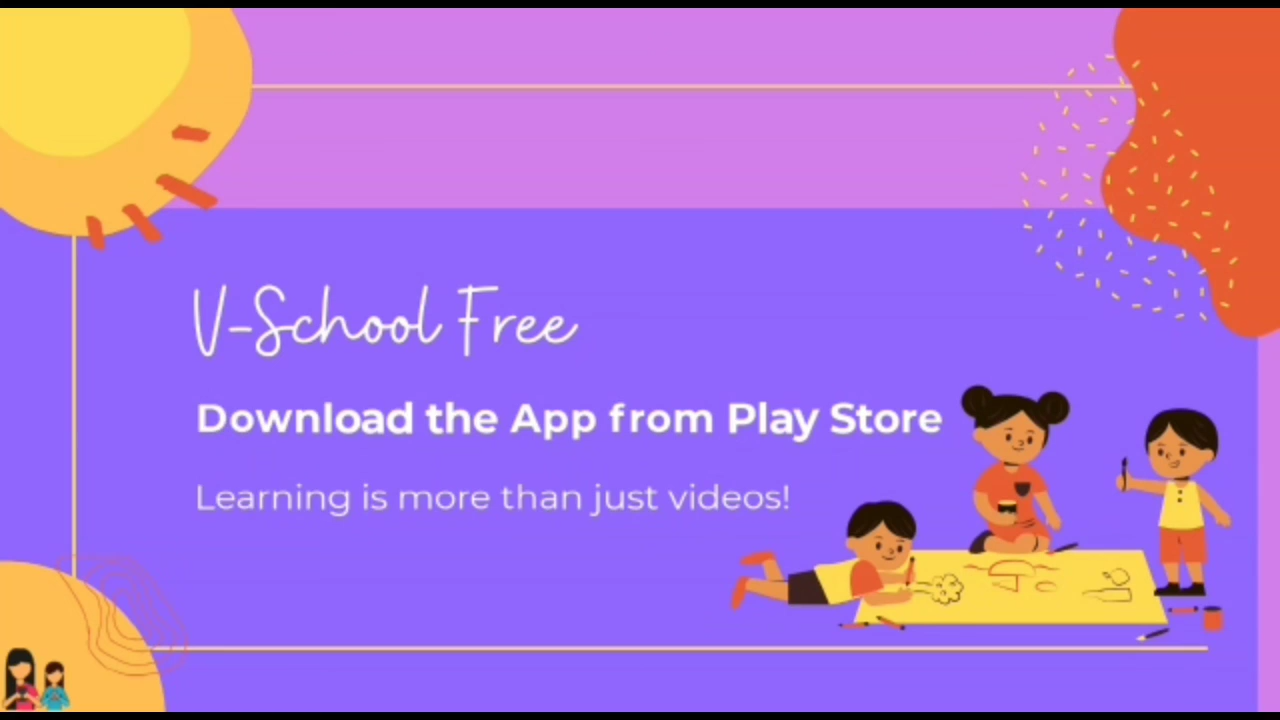 V-School Free
Download the App from Play Store
Learning is more than just videos!